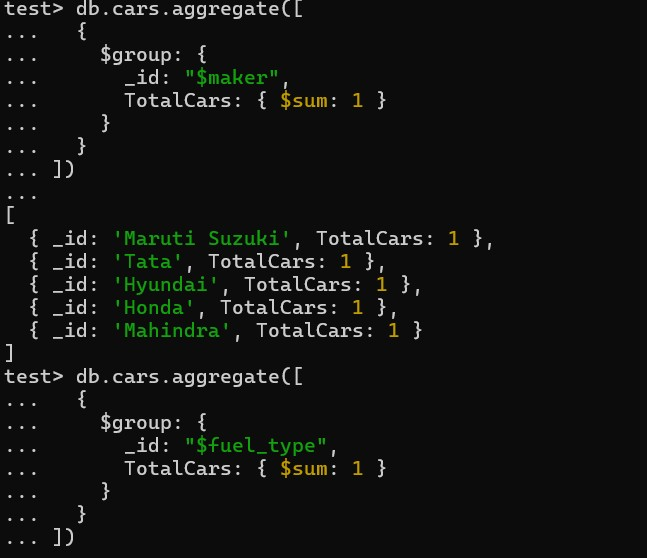 test> db.cars.aggregate([
...   {
...     $group: {
...       _id: "$maker",
...       TotalCars: { $sum: 1 }
...     }
...   }
... ])
...
[
  { _id: 'Maruti Suzuki', TotalCars: 1 },
  { _id: 'Tata', TotalCars: 1 },
  { _id: 'Hyundai', TotalCars: 1 },
  { _id: 'Honda', TotalCars: 1 },
  { _id: 'Mahindra', TotalCars: 1 }
]
test> db.cars.aggregate([
...   {
...     $group: {
...       _id: "$fuel_type",
...       TotalCars: { $sum: 1 }
...     }
...   }
... ])